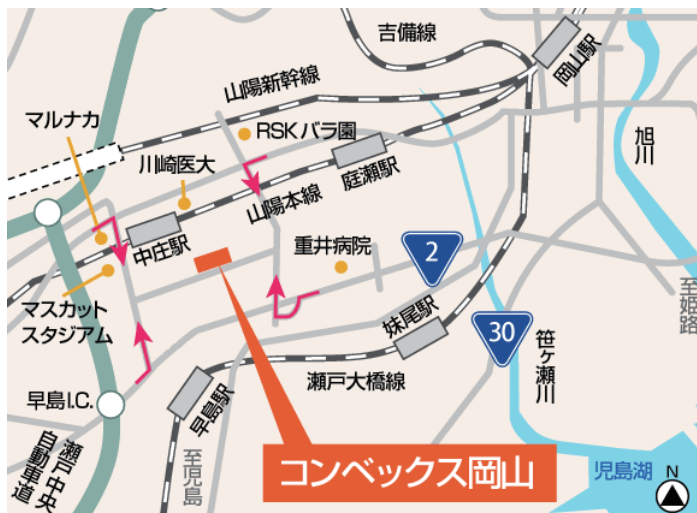 吉備線
岡山駅
山陽新幹線
マルナカ
RSKバラ園
川崎医大
庭瀬駅
旭川
山陽本線
中庄駅
重井病院
2
マスカット
スタジアム
至姫路
妹尾駅
30
笹ヶ瀬川
瀬戸大橋線
早島I.C.
早島駅
瀬戸中央
自動車道
至児島
コンベックス岡山
児島湖
N